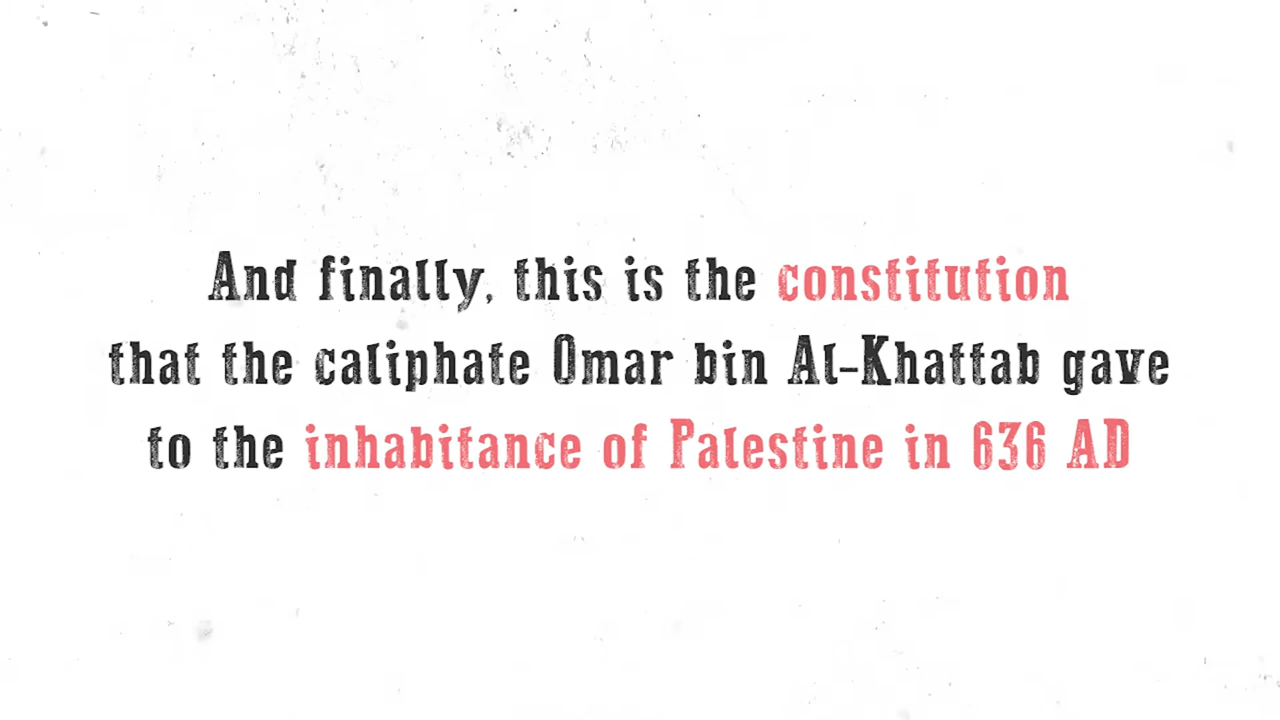 And finally, this is the constitution
that the caliphate Omar bin Al-Khattab gave
to the inhabitance of Palestine in 636 AD